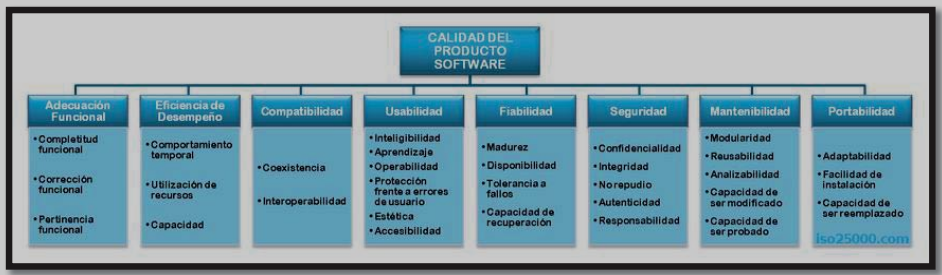 CALIDAD DEL
PRODUCTO
SOFTWARE
Adecuación
Funcional
•Completitud
funcional
•Corrección
funcional
•Pertinencia
funcional
Eficiencia de
Desempeño
•Comportamiento
temporal
•Utilización de
recursos
•Capacidad
Compatibilidad
•Coexistencia
•Interoperabilidad
Usabilidad
•Inteligibilidad
•Aprendizaje
•Operabilidad
•Protección
frente a errores
de usuario
•Estética
•Accesibilidad
Fiabilidad
•Madurez
•Disponibilidad
•Tolerancia a
fallos
•Capacidad de
recuperación
Seguridad
•Confidencialidad
•Integridad
•No repudio
•Autenticidad
•Responsabilidad
Mantenibilidad
•Modularidad
•Reusabilidad
•Analizabilidad
•Capacidad de
ser modificado
•Capacidad de
ser probado
Portabilidad
•Adaptabilidad
•Facilidad de
instalación
•Capacidad de
ser reemplazado
iso25000.com